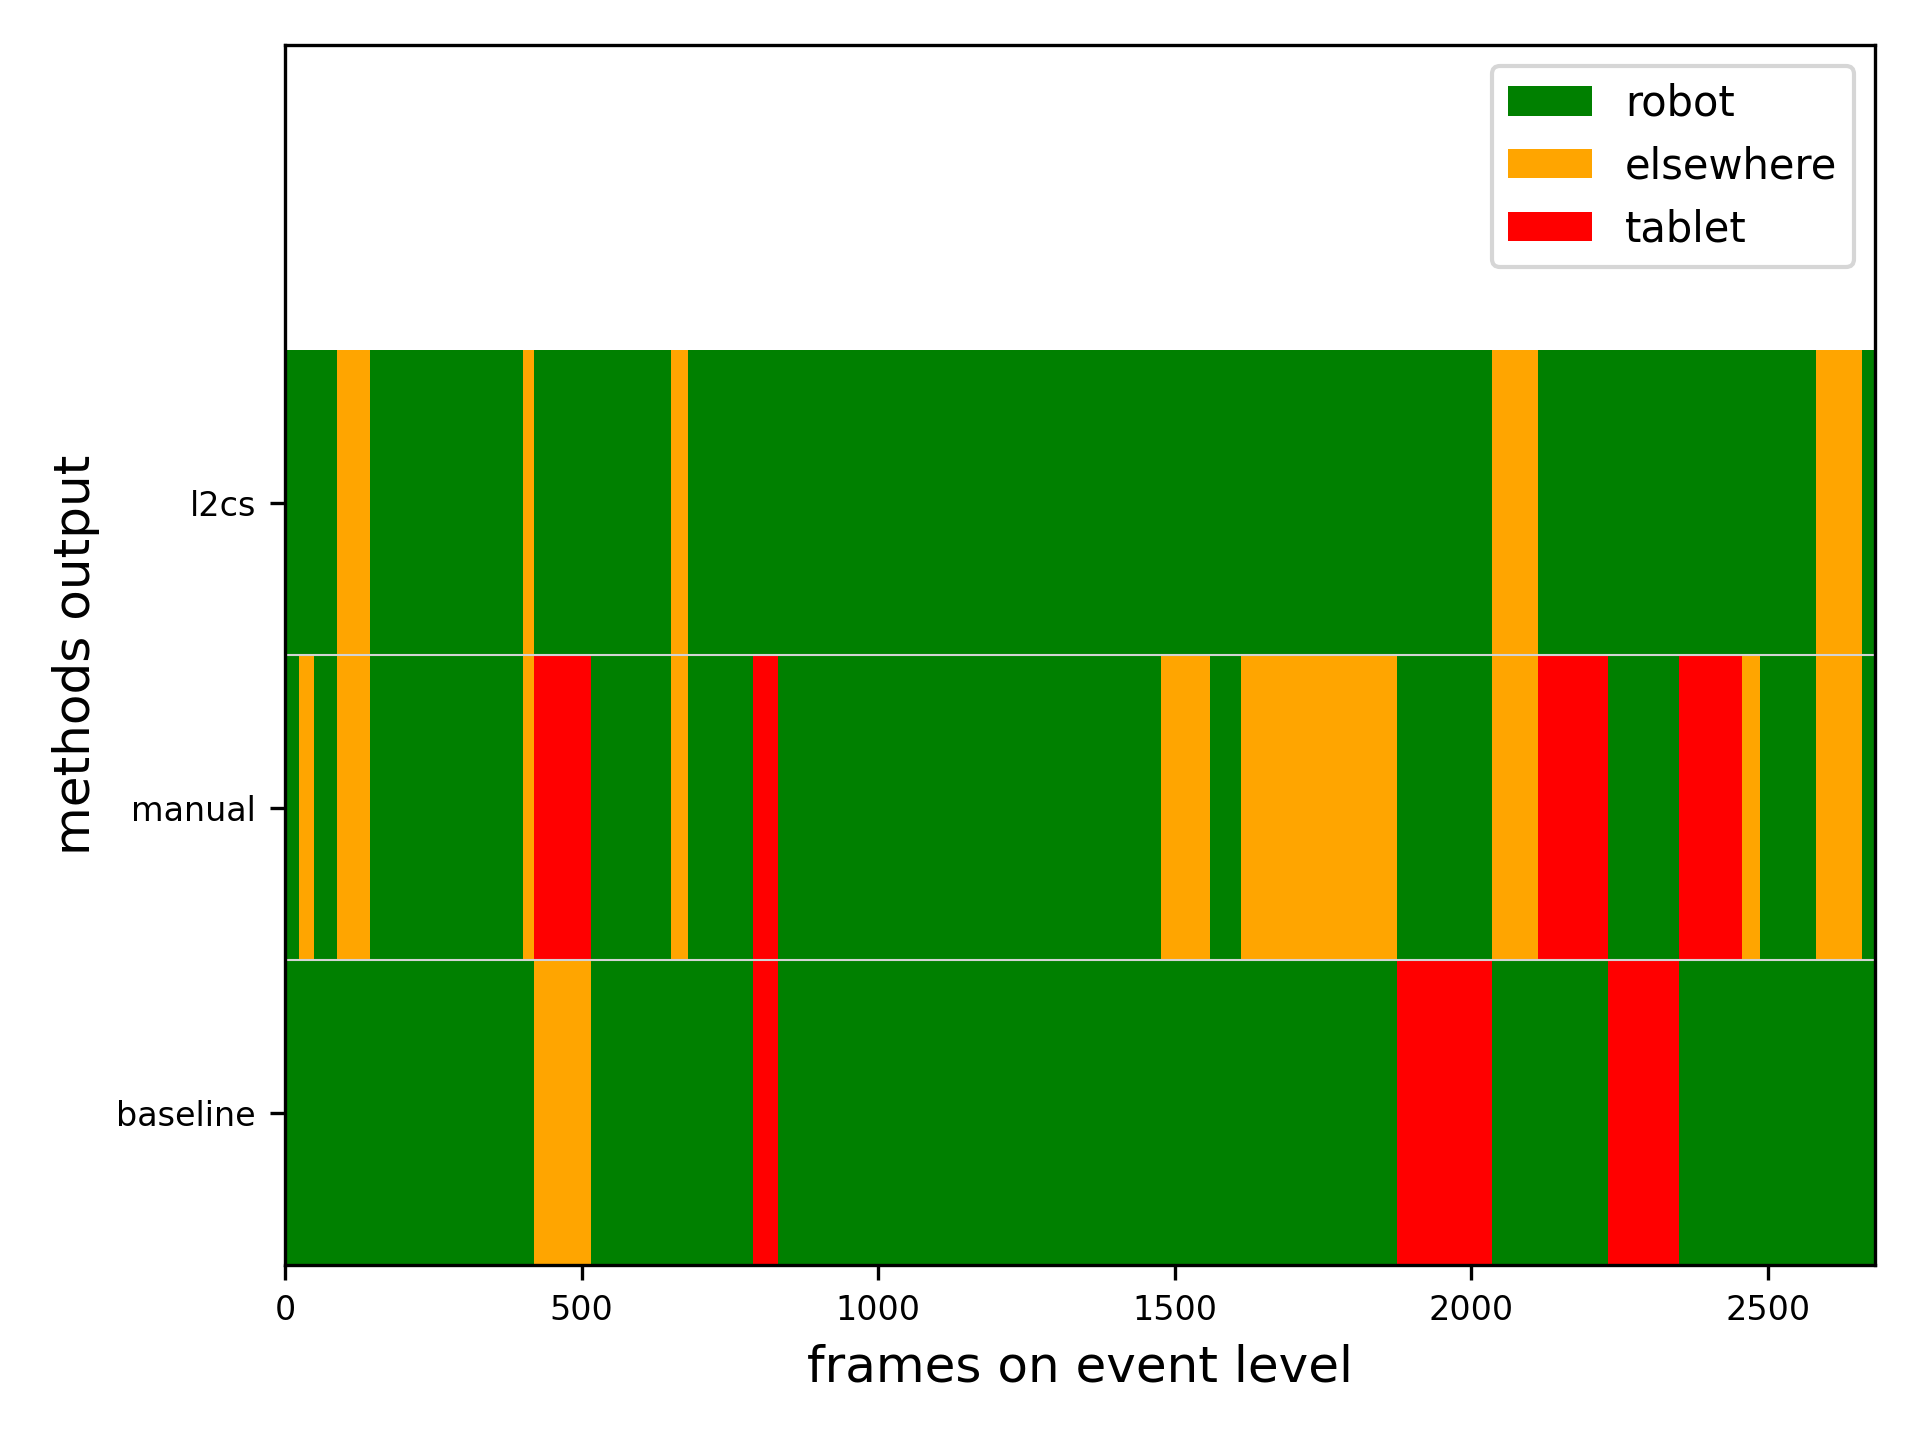 robot
elsewhere
tablet
methods output
l2cs
manual
baseline
0 500 1000 1500 2000 2500
frames on event level